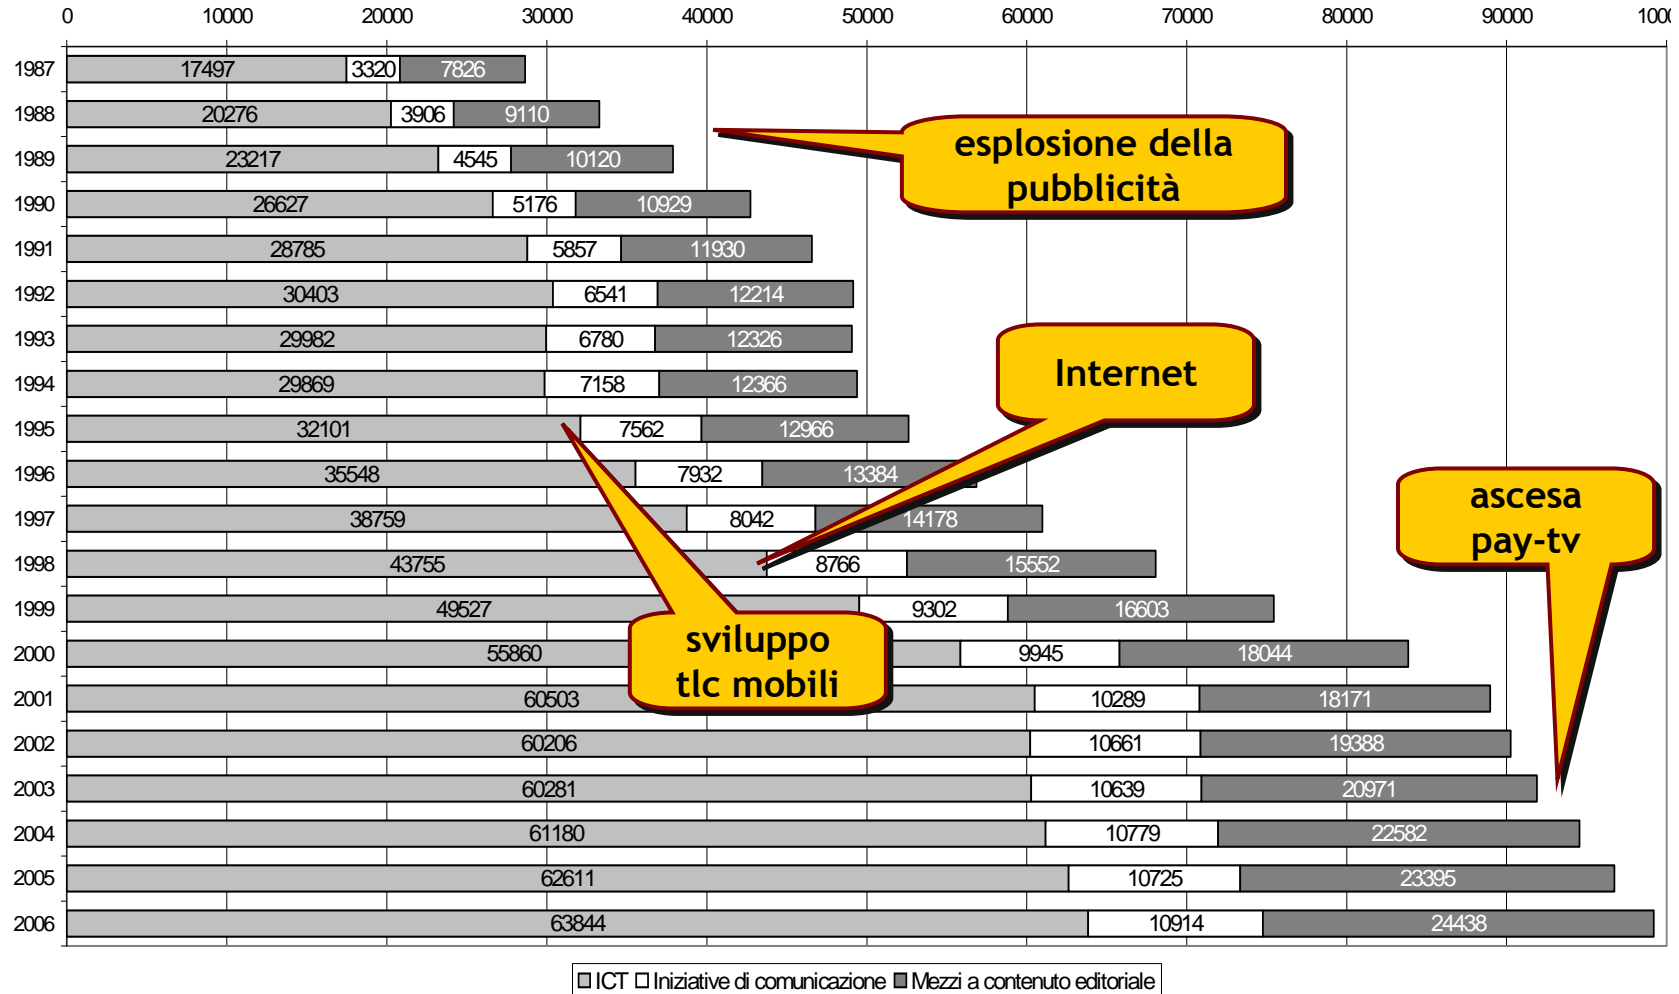 0 10000 20000 30000 40000 50000 60000 70000 80000 90000 1000
1987 17497 3320 7826
1988 20276 3906 9110
esplosione della
pubblicità
1989 23217 4545 10120
1990 26627 5176 10929
1991 28785 5857 11930
1992 30403 6541 12214
1993 29982 6780 12326
Internet
1994 29869 7158 12366
1995 32101 7562 12966
1996 35548 7932 13384
ascesa
pay-tv
1997 38759 8042 14178
1998 43755 8766 15552
1999 49527 9302 16603
sviluppo
tlc mobili
2000 55860 9945 18044
2001 60503 10289 18171
2002 60206 10661 19388
2003 60281 10639 20971
2004 61180 10779 22582
2005 62611 10725 23395
2006 63844 10914 24438
ICT Iniziative di comunicazione Mezzi a contenuto editoriale